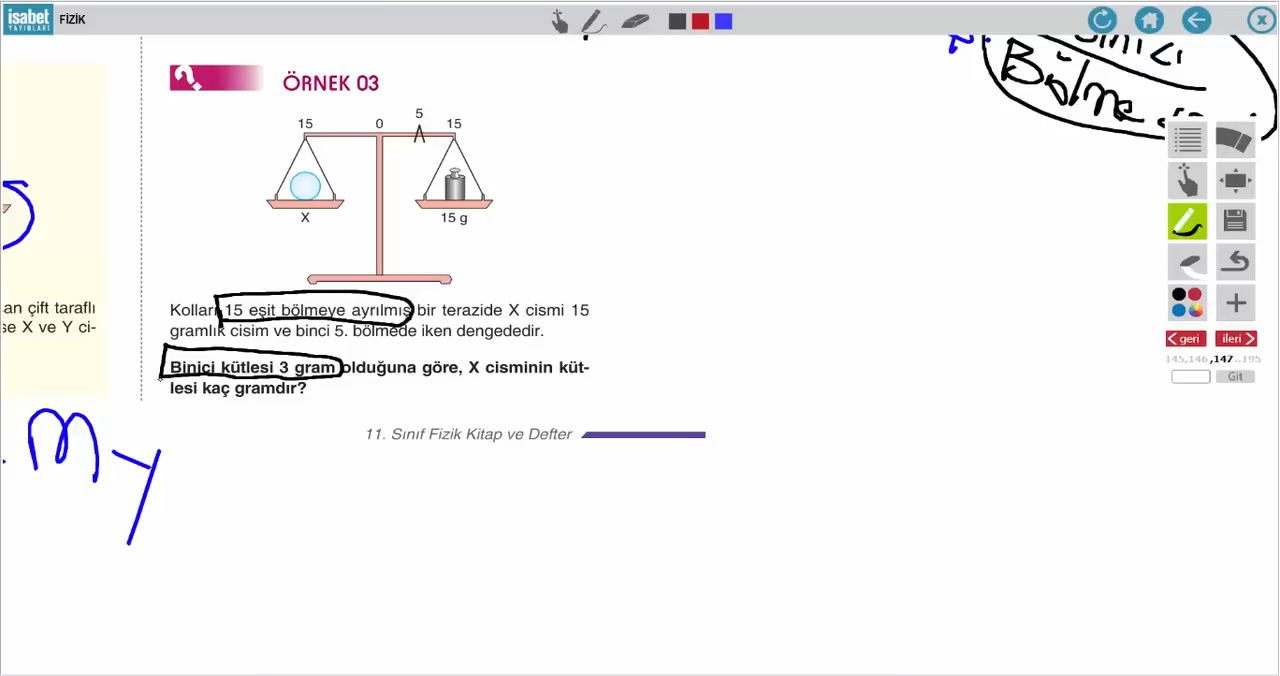 isabet
YAYINLARI
FİZİK
Sinici
Bölme
ÖRNEK 03
15 0 5 15
X 15 g
an çift taraflı
se X ve Y ci-
Kolları 15 eşit bölmeye ayrılmış bir terazide X cismi 15
gramlık cisim ve binici 5. bölmede iken dengededir.
Binici kütlesi 3 gram olduğuna göre, X cisminin küt-
lesi kaç gramdır?
. m y
11. Sınıf Fizik Kitap ve Defter
geri ileri
145,146,147..195
Git